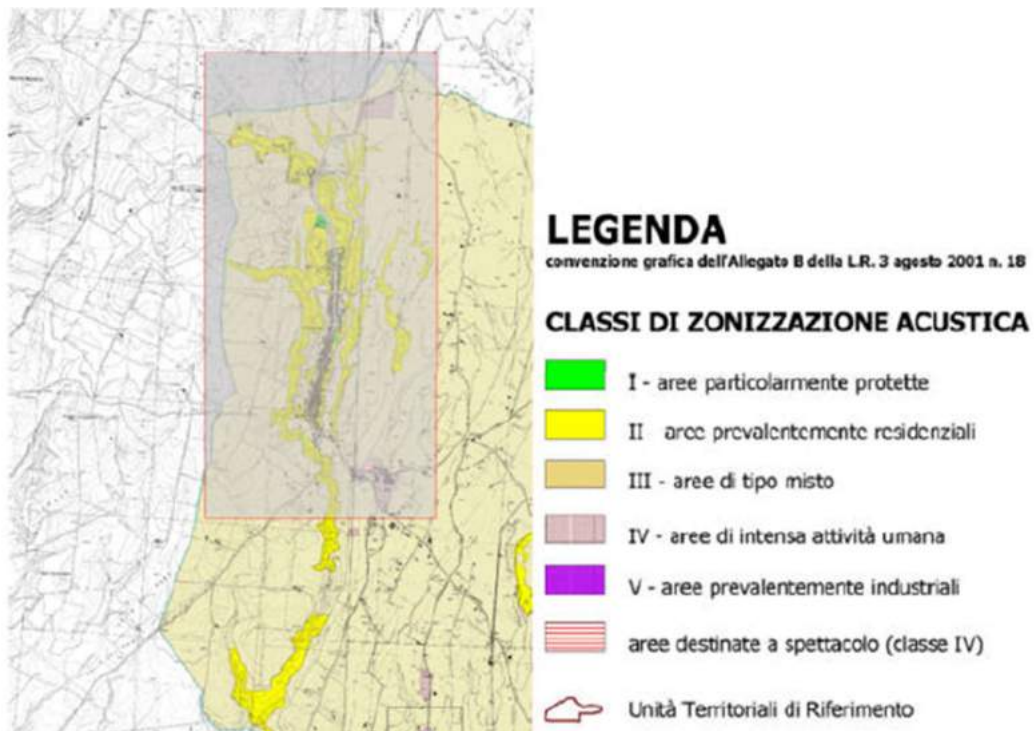 LEGENDA
convenzione grafica dell'Allegato B della L.R. 3 agosto 2001 n. 18
CLASSI DI ZONIZZAZIONE ACUSTICA
I - aree particolarmente protette
II - aree prevalentemente residenziali
III - aree di tipo misto
IV - aree di intensa attività umana
V - aree prevalentemente industriali
aree destinate a spettacolo (classe IV)
Unità Territoriali di Riferimento